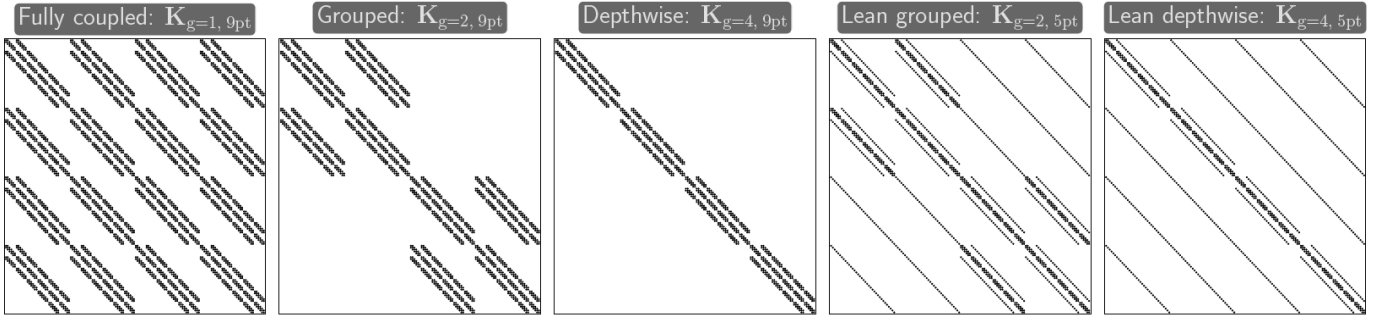 Fully coupled: K_{g=1, 9pt}
Grouped: K_{g=2, 9pt}
Depthwise: K_{g=4, 9pt}
Lean grouped: K_{g=2, 5pt}
Lean depthwise: K_{g=4, 5pt}